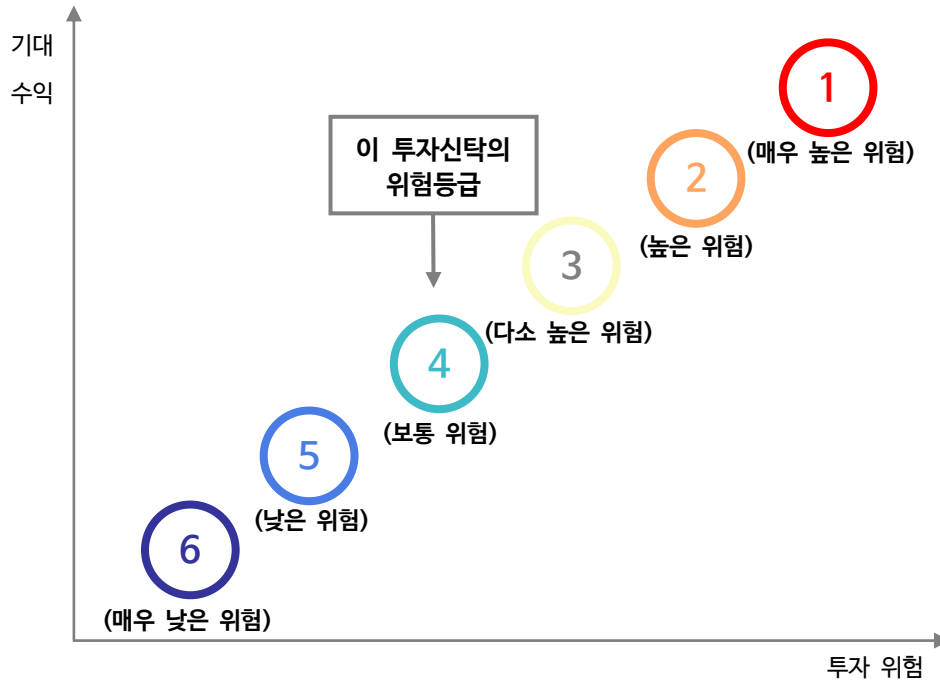 기대
수익
1
(매우 높은 위험)
이 투자신탁의
위험등급
2
(높은 위험)
3
(다소 높은 위험)
4
(보통 위험)
5
(낮은 위험)
6
(매우 낮은 위험)
투자 위험